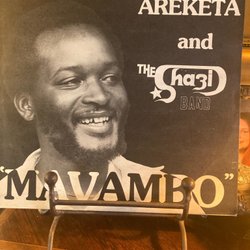 AREKETA
and
THE Shazi
BAND
"MAVAMBO"